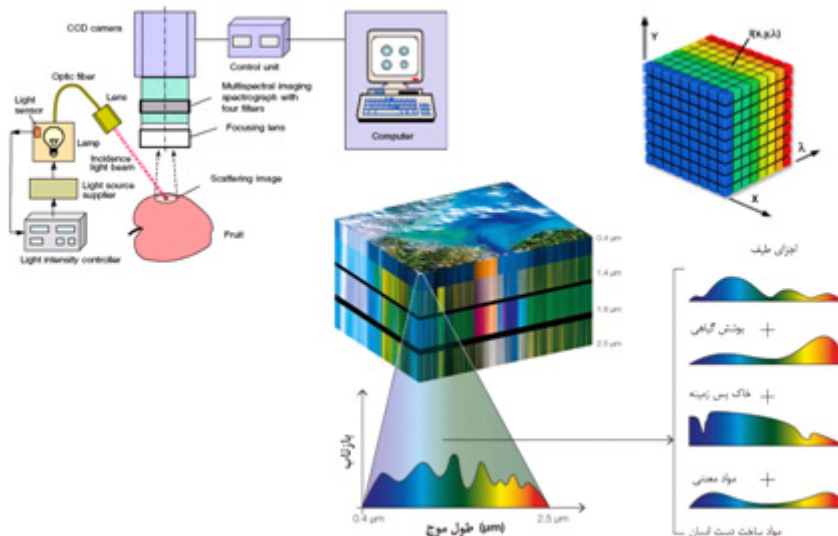 CCD camera
Control unit
Optic fiber
Multispectral imaging
spectrograph with
four filters
Lens
Light
sensor
Focusing lens
Computer
Lamp
Incidence
light beam
Scattering image
Light source
supplier
Fruit
Light intensity controller
Y
I(x,y,λ)
λ
X
0.4 μm
1.4 μm
1.9 μm
2.5 μm
اجزای طیف
پوشش گیاهی +
خاک پس زمینه +
مواد معدنی +
مواد ساخت دست انسان
بازتاب
0.4 μm
طول موج (μm)
2.5 μm